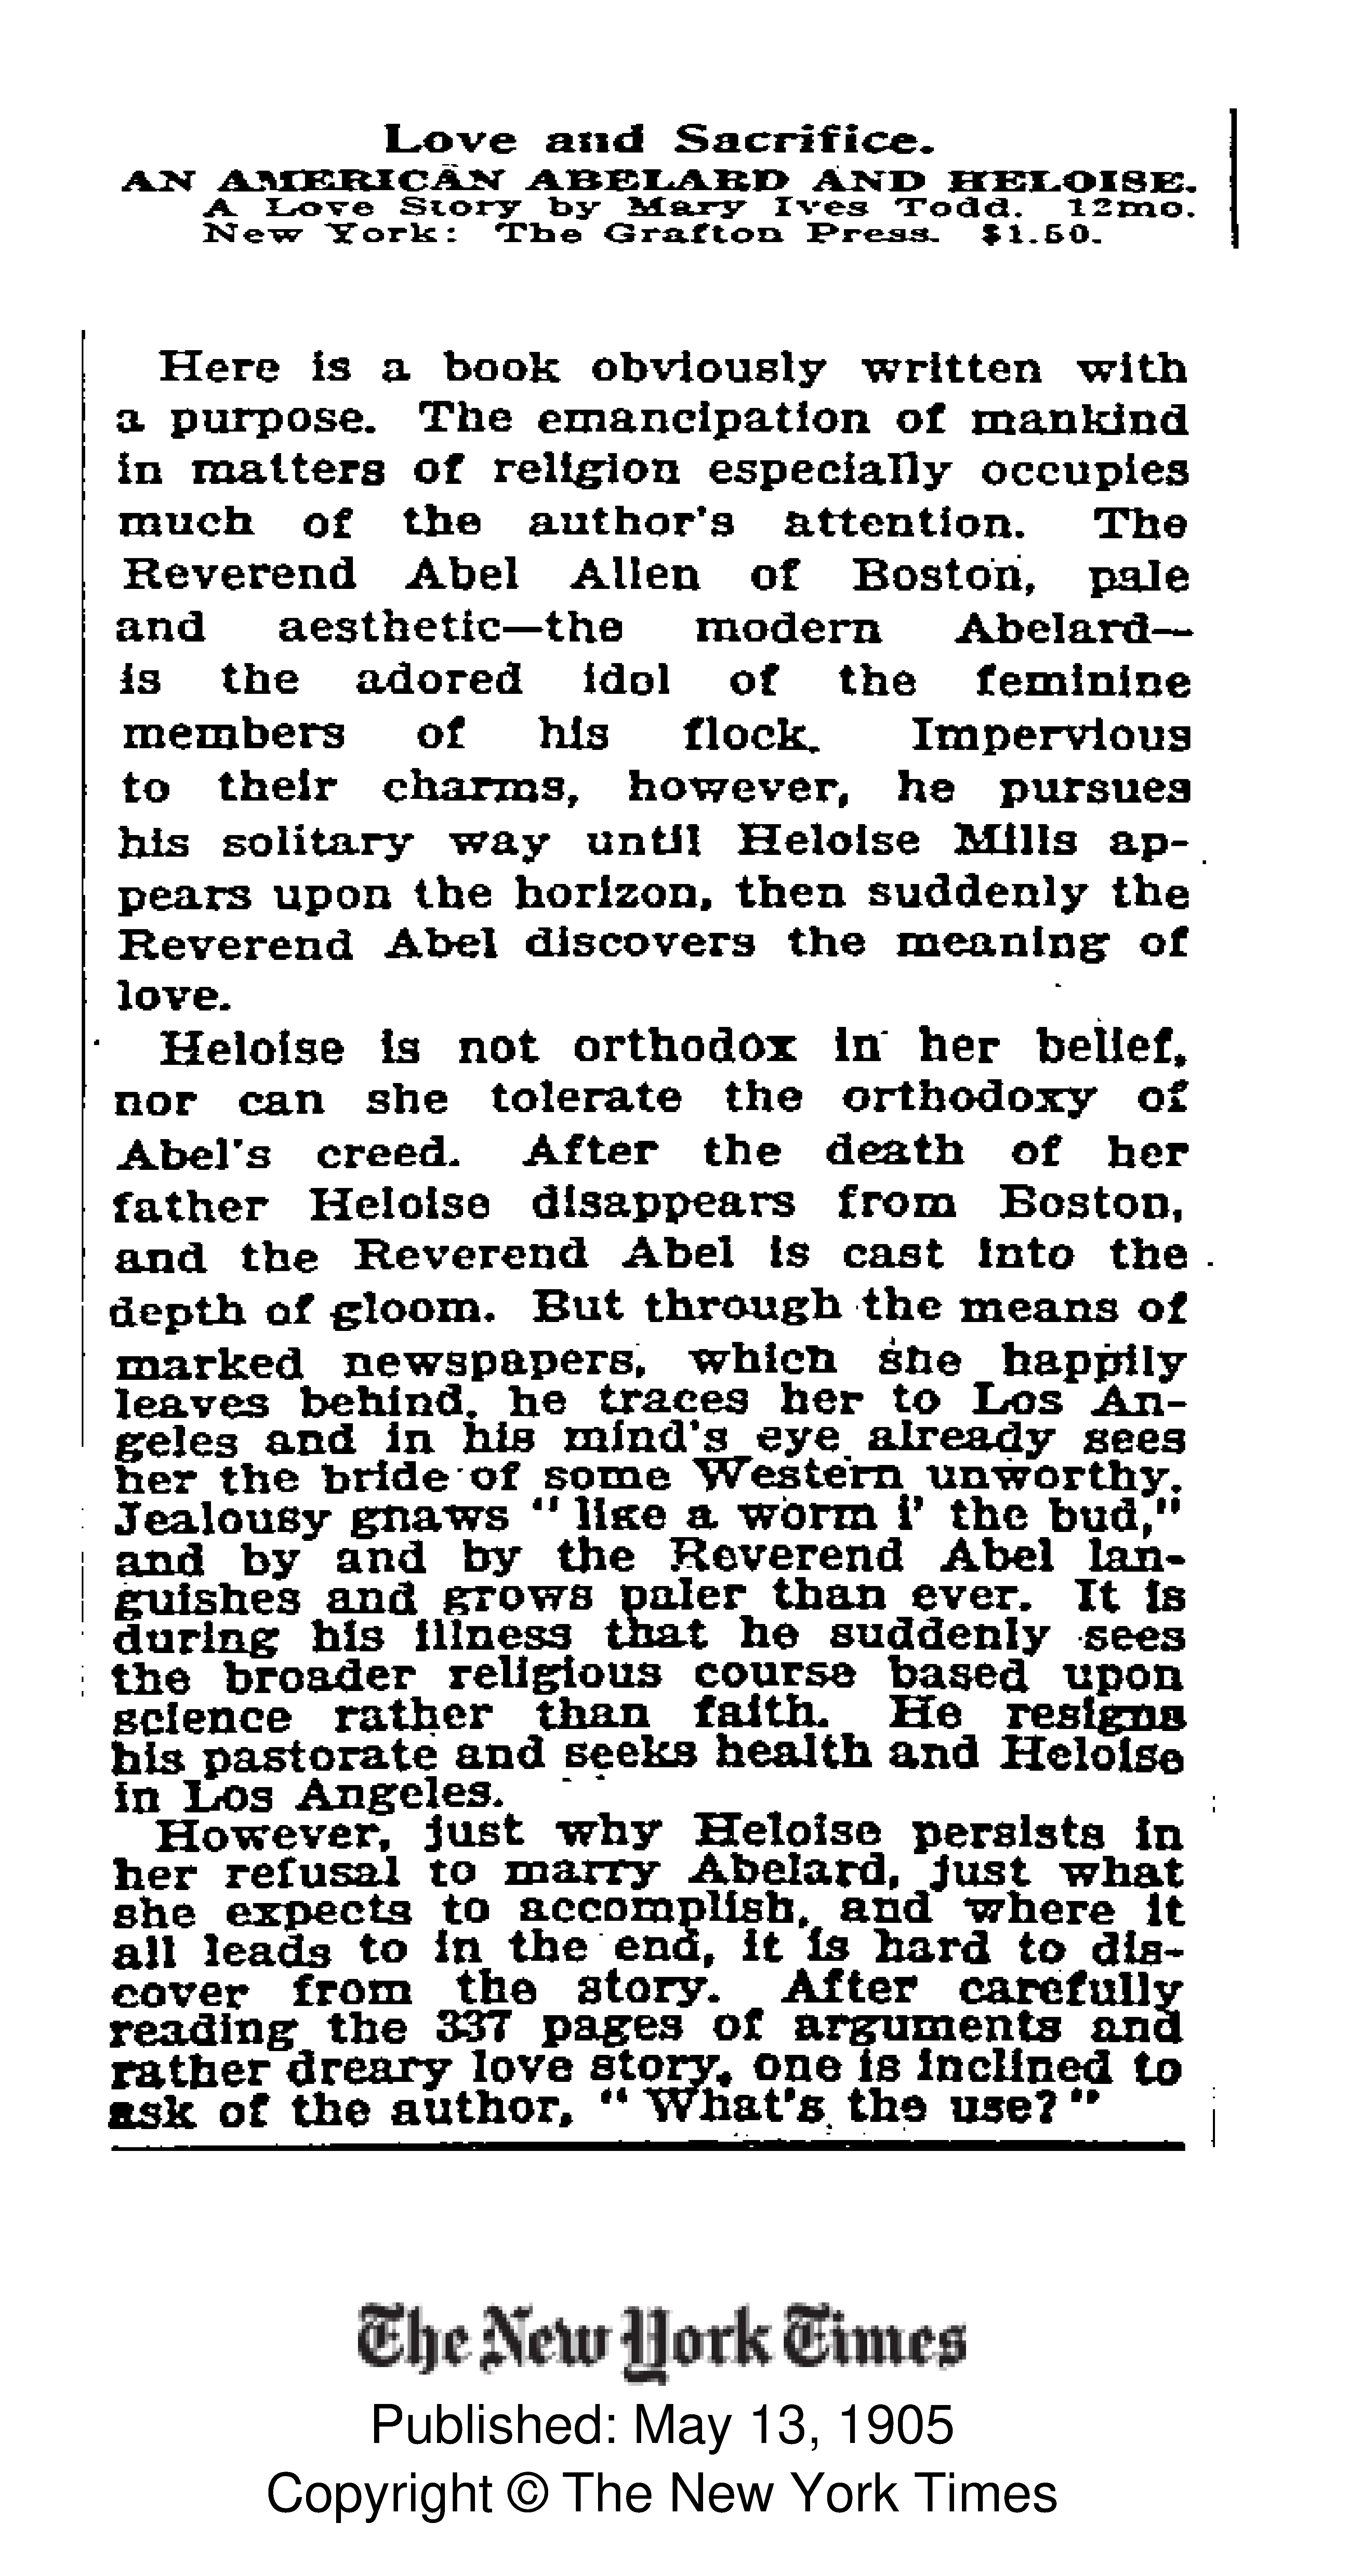 Love and Sacrifice.
AN AMERICAN ABELARD AND HELOISE.
A Love Story by Mary Ives Todd. 12mo.
New York: The Grafton Press. $1.50.
Here is a book obviously written with
a purpose. The emancipation of mankind
in matters of religion especially occupies
much of the author's attention. The
Reverend Abel Allen of Boston, pale
and aesthetic—the modern Abelard—
is the adored idol of the feminine
members of his flock. Impervious
to their charms, however, he pursues
his solitary way until Heloise Mills ap-
pears upon the horizon, then suddenly the
Reverend Abel discovers the meaning of
love.
Heloise is not orthodox in her belief,
nor can she tolerate the orthodoxy of
Abel's creed. After the death of her
father Heloise disappears from Boston,
and the Reverend Abel is cast into the
depth of gloom. But through the means of
marked newspapers, which she happily
leaves behind, he traces her to Los An-
geles and in his mind's eye already sees
her the bride of some Western unworthy.
Jealousy gnaws "like a worm i' the bud,"
and by and by the Reverend Abel lan-
guishes and grows paler than ever. It is
during his illness that he suddenly sees
the broader religious course based upon
science rather than faith. He resigns
his pastorate and seeks health and Heloise
in Los Angeles.
However, just why Heloise persists in
her refusal to marry Abelard, just what
she expects to accomplish, and where it
all leads to in the end, it is hard to dis-
cover from the story. After carefully
reading the 337 pages of arguments and
rather dreary love story, one is inclined to
ask of the author, "What's the use?"
The New York Times
Published: May 13, 1905
Copyright © The New York Times